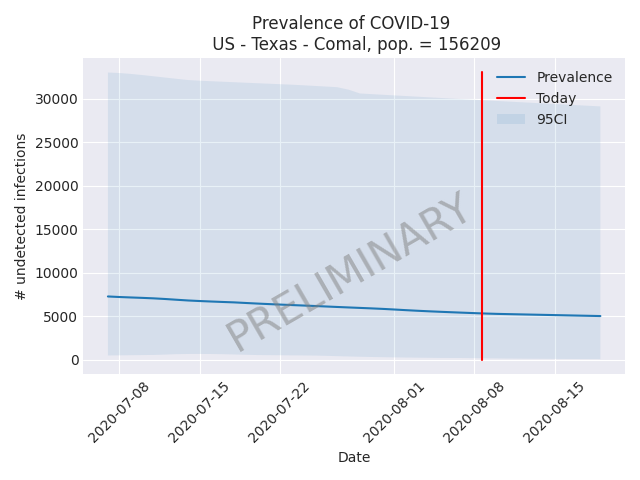 Prevalence of COVID-19
US - Texas - Comal, pop. = 156209
Prevalence
Today
95CI
30000
25000
20000
15000
10000
5000
0
# undetected infections
PRELIMINARY
2020-07-08
2020-07-15
2020-07-22
2020-08-01
2020-08-08
2020-08-15
Date